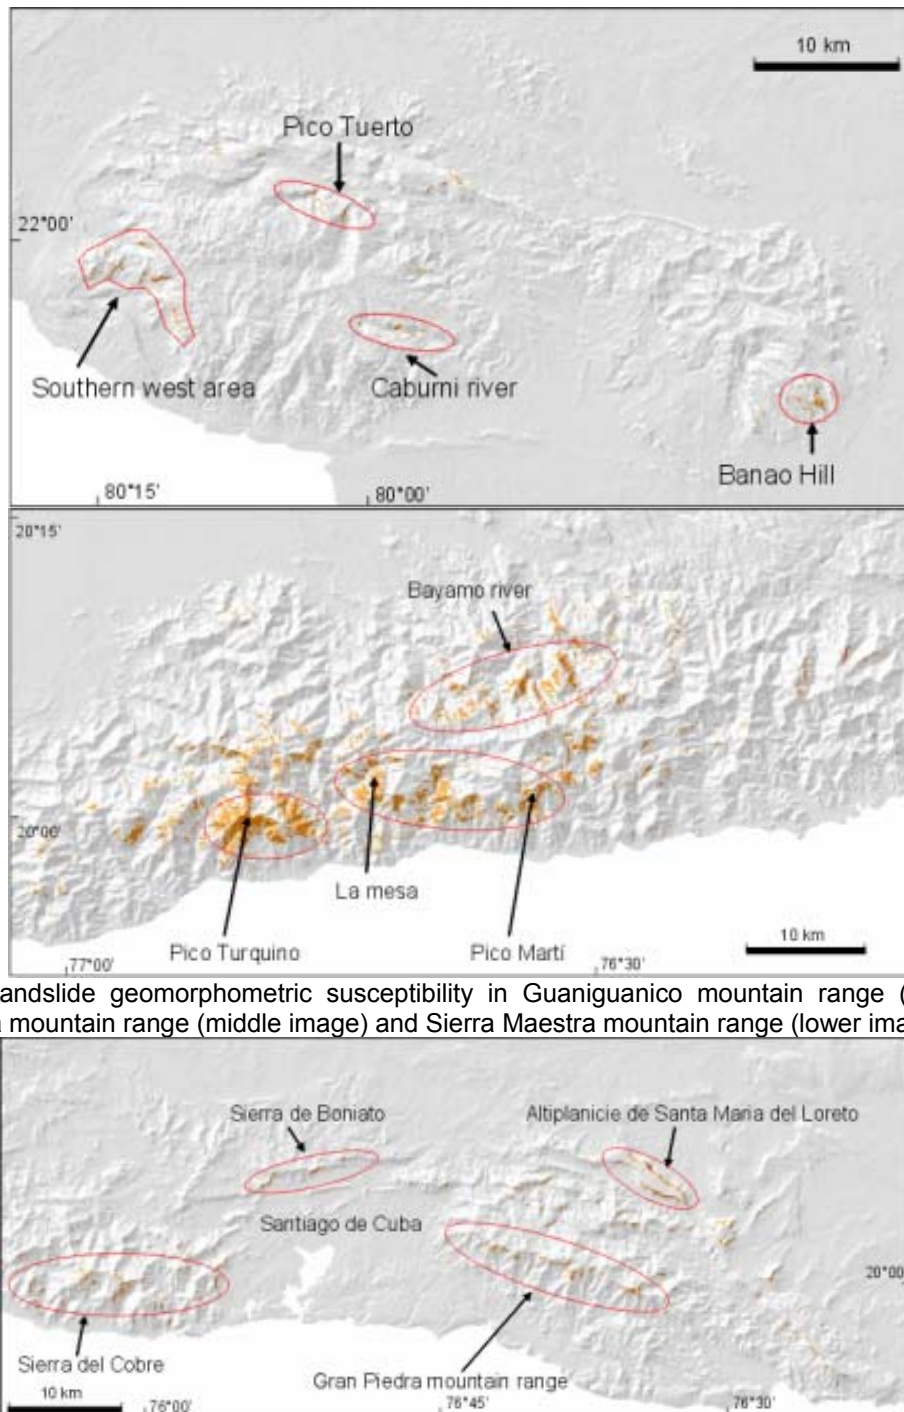 10 km
Pico Tuerto
22°00'
Southern west area
Caburni river
Banao Hill
80°15'
80°00'
20°15'
Bayamo river
20°00'
La mesa
Pico Turquino
Pico Martí
10 km
77°00'
76°30'
andslide geomorphometric susceptibility in Guaniguanico mountain range (
mountain range (middle image) and Sierra Maestra mountain range (lower ima
Sierra de Boniato
Altiplanicie de Santa Maria del Loreto
Santiago de Cuba
20°00
Sierra del Cobre
Gran Piedra mountain range
10 km
76°00'
76°45'
76°30'